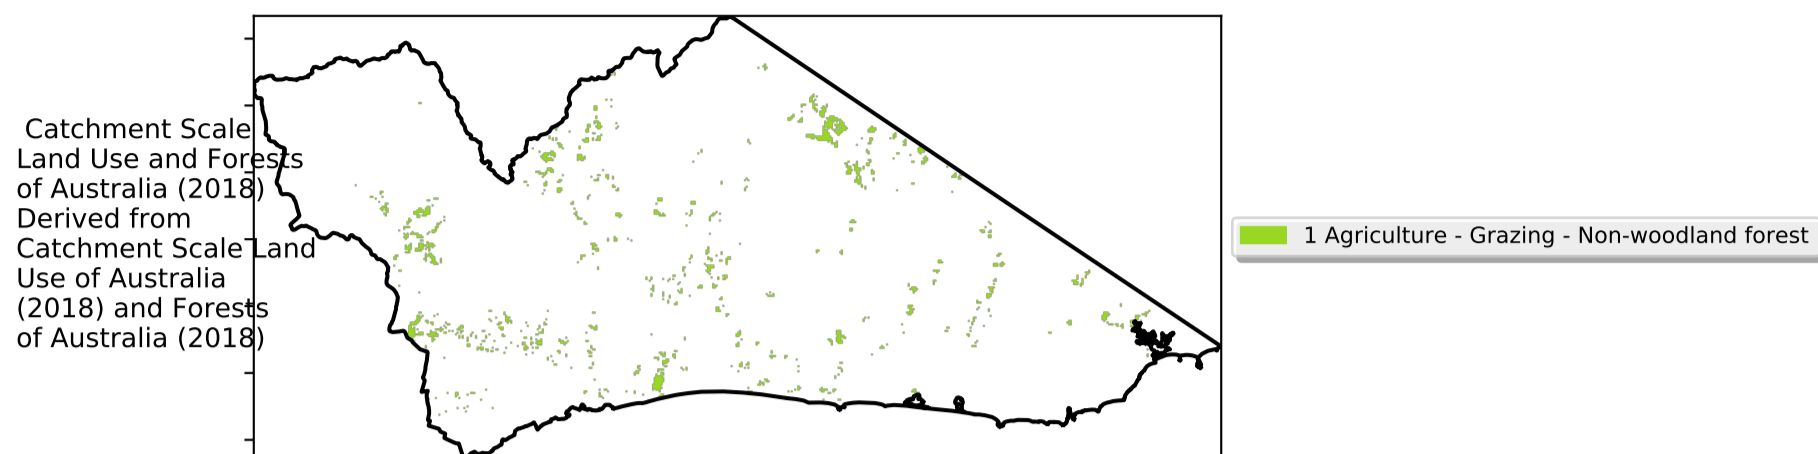 Catchment Scale
Land Use and Forests
of Australia (2018)
Derived from
Catchment Scale Land
Use of Australia
(2018) and Forests
of Australia (2018)
1 Agriculture - Grazing - Non-woodland forest